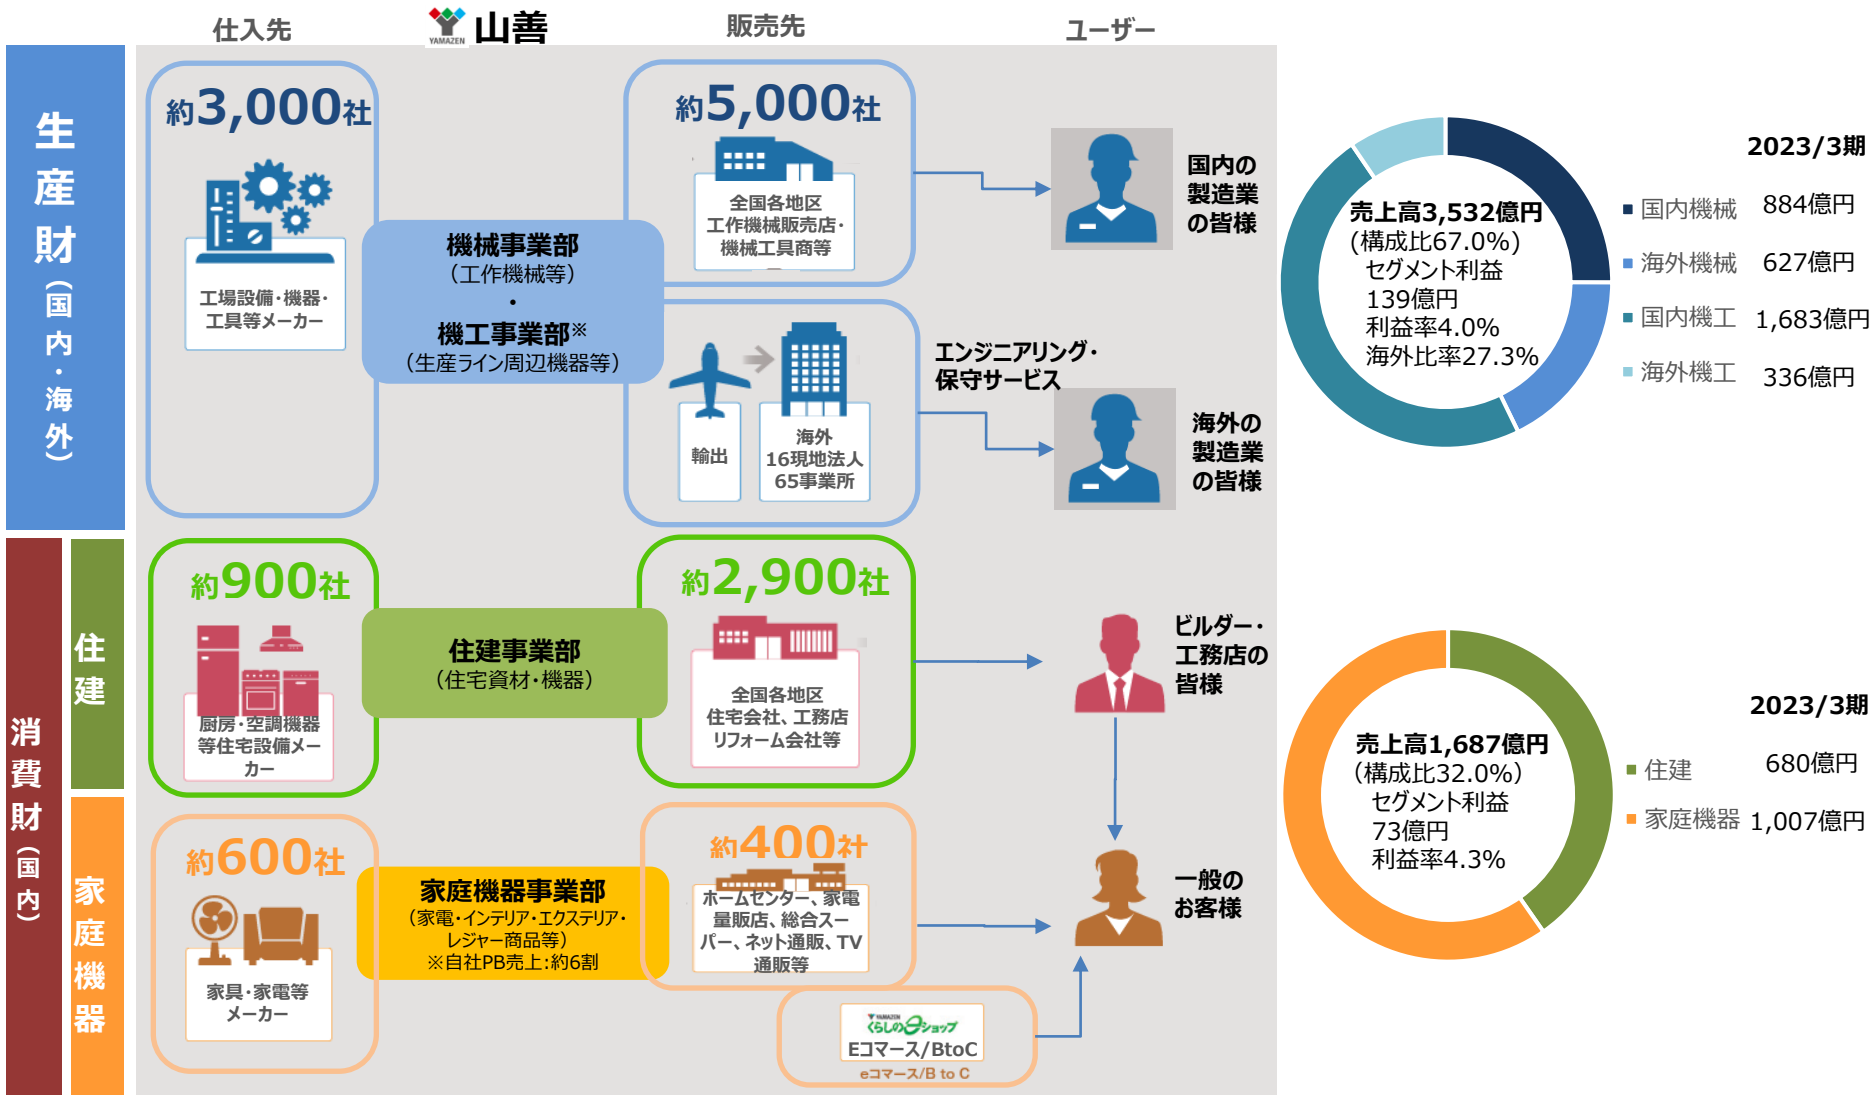 仕入先
YAMAZEN
山善
販売先
ユーザー
生産財（国内・海外）
約3,000社
工場設備・機器・
工具等メーカー
機械事業部
（工作機械等）
・
機工事業部※
（生産ライン周辺機器等）
約5,000社
全国各地区
工作機械販売店・
機械工具商等
輸出
海外
16現地法人
65事業所
エンジニアリング・
保守サービス
国内の
製造業
の皆様
海外の
製造業
の皆様
売上高3,532億円
(構成比67.0%)
セグメント利益
139億円
利益率4.0%
海外比率27.3%
2023/3期
国内機械 884億円
海外機械 627億円
国内機工 1,683億円
海外機工 336億円
消費財（国内）
住建
約900社
厨房・空調機器
等住宅設備メー
カー
住建事業部
（住宅資材・機器）
約2,900社
全国各地区
住宅会社、工務店
リフォーム会社等
ビルダー・
工務店の
皆様
家庭機器
約600社
家具・家電等
メーカー
家庭機器事業部
（家電・インテリア・エクステリア・
レジャー商品等）
※自社PB売上：約6割
約400社
ホームセンター、家電
量販店、総合スー
パー、ネット通販、TV
通販等
一般の
お客様
YAMAZEN
くらしのeショップ
Eコマース/BtoC
eコマース/B to C
売上高1,687億円
(構成比32.0%)
セグメント利益
73億円
利益率4.3%
2023/3期
住建 680億円
家庭機器 1,007億円